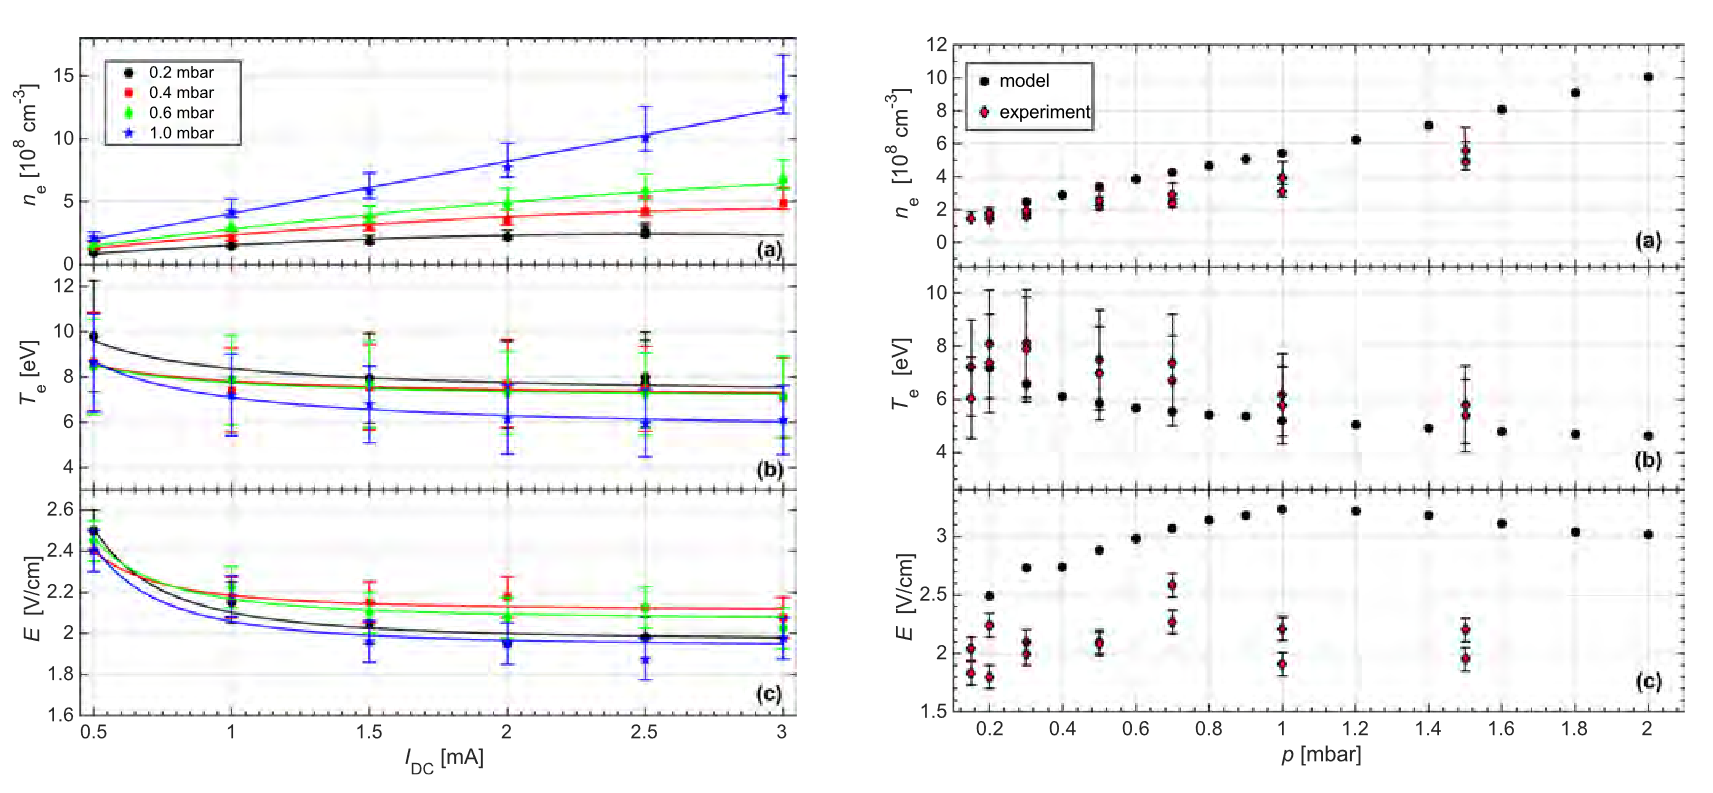 15
10
5
0
n_e [10^8 cm^-3]
0.2 mbar
0.4 mbar
0.6 mbar
1.0 mbar
(a)
12
10
8
6
4
T_e [eV]
(b)
2.6
2.4
2.2
2
1.8
1.6
E [V/cm]
(c)
0.5 1 1.5 2 2.5 3
I_DC [mA]
12
10
8
6
4
2
0
n_e [10^8 cm^-3]
model
experiment
(a)
10
8
6
4
T_e [eV]
(b)
3
2.5
2
1.5
E [V/cm]
(c)
0.2 0.4 0.6 0.8 1 1.2 1.4 1.6 1.8 2
p [mbar]